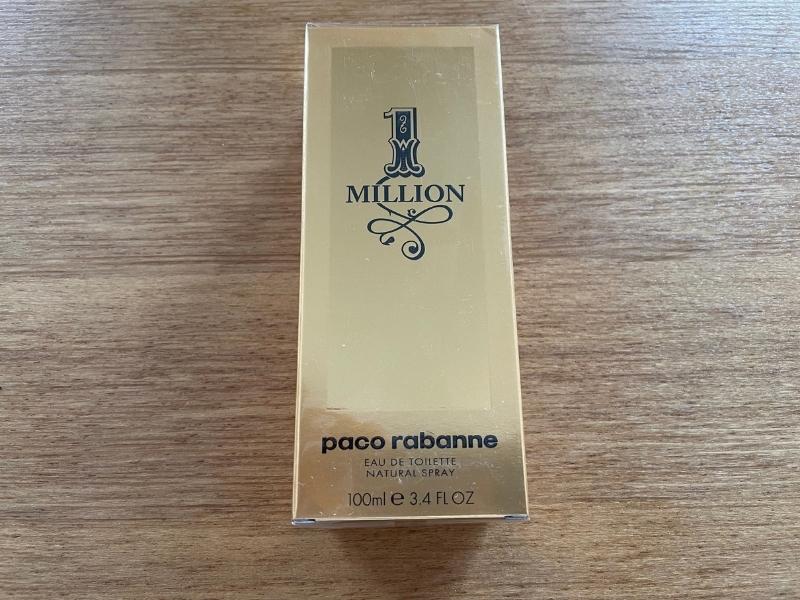 1
MILLION
paco rabanne
EAU DE TOILETTE
NATURAL SPRAY
100ml ℮ 3.4 FL OZ